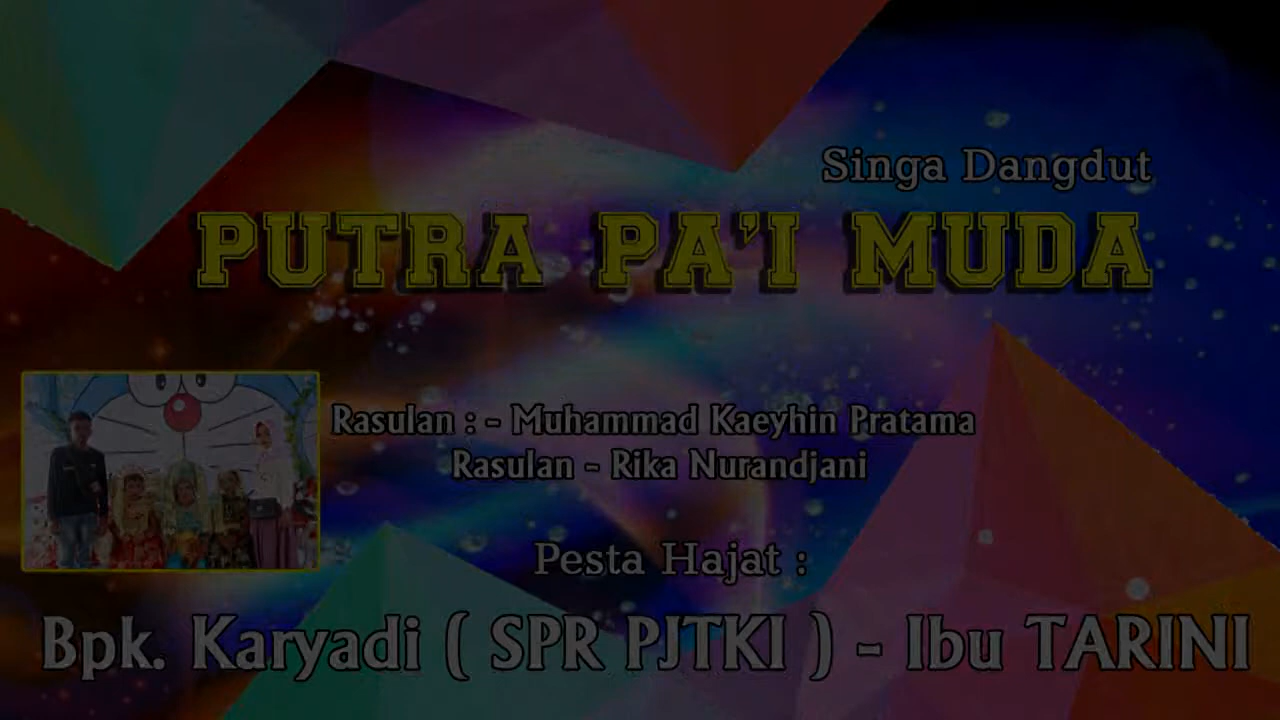 Singa Dangdut
PUTRA PA'I MUDA
Rasulan : - Muhammad Kaeyhin Pratama
Rasulan - Rika Nurandjani
Pesta Hajat :
Bpk. Karyadi ( SPR PJTKI ) - Ibu TARINI